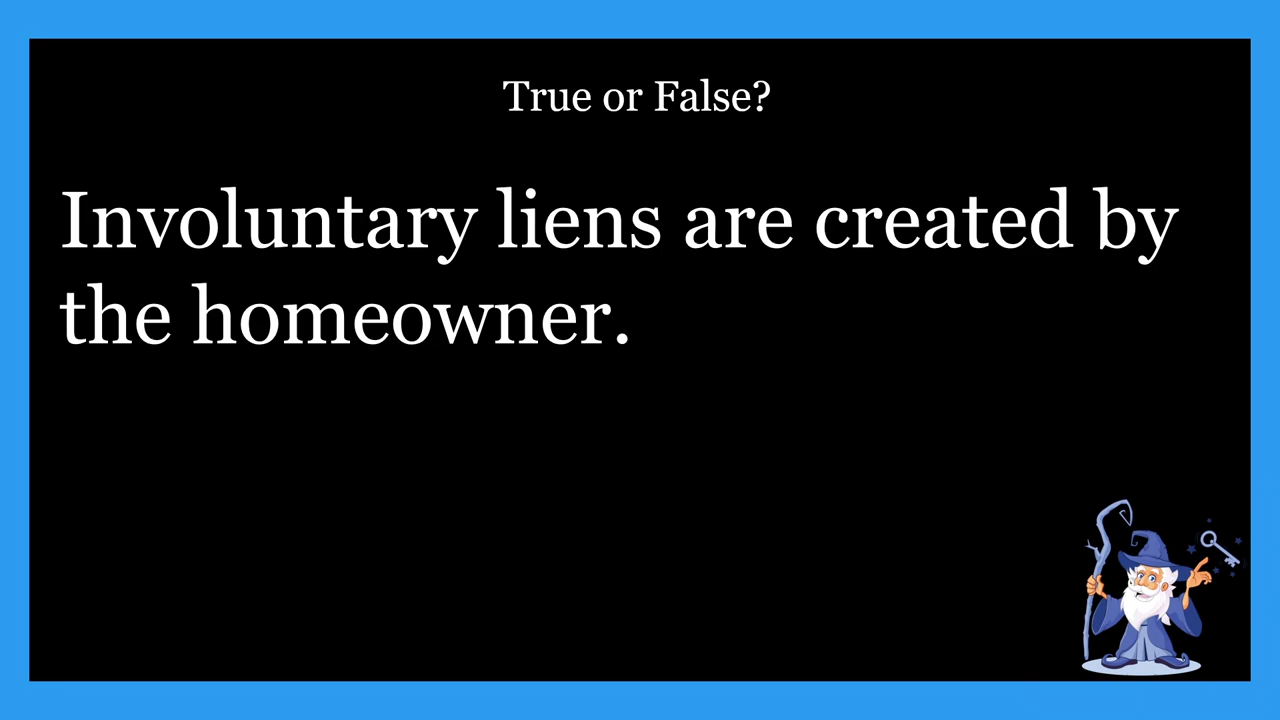 True or False?
Involuntary liens are created by
the homeowner.